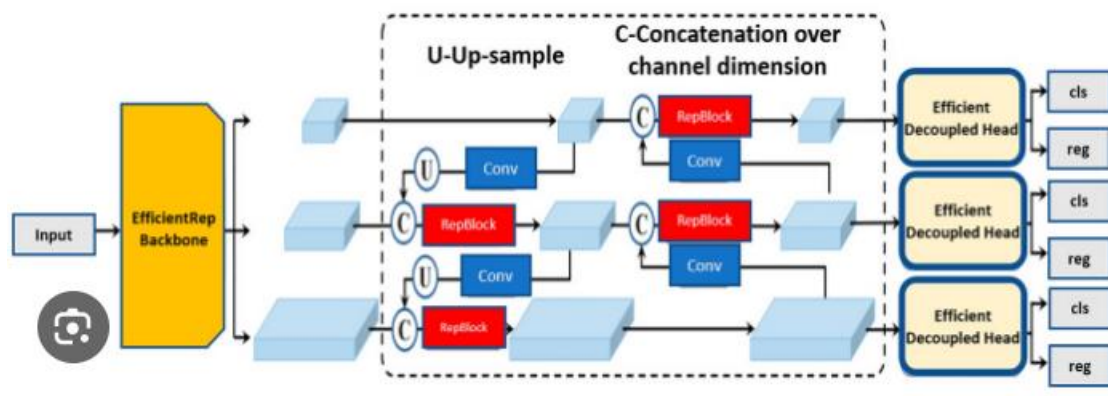 U-Up-sample
C-Concatenation over
channel dimension
Input
EfficientRep
Backbone
C
RepBlock
U
Conv
Conv
C
RepBlock
C
RepBlock
U
Conv
Conv
C
RepBlock
Efficient
Decoupled Head
cls
reg
Efficient
Decoupled Head
cls
reg
Efficient
Decoupled Head
cls
reg